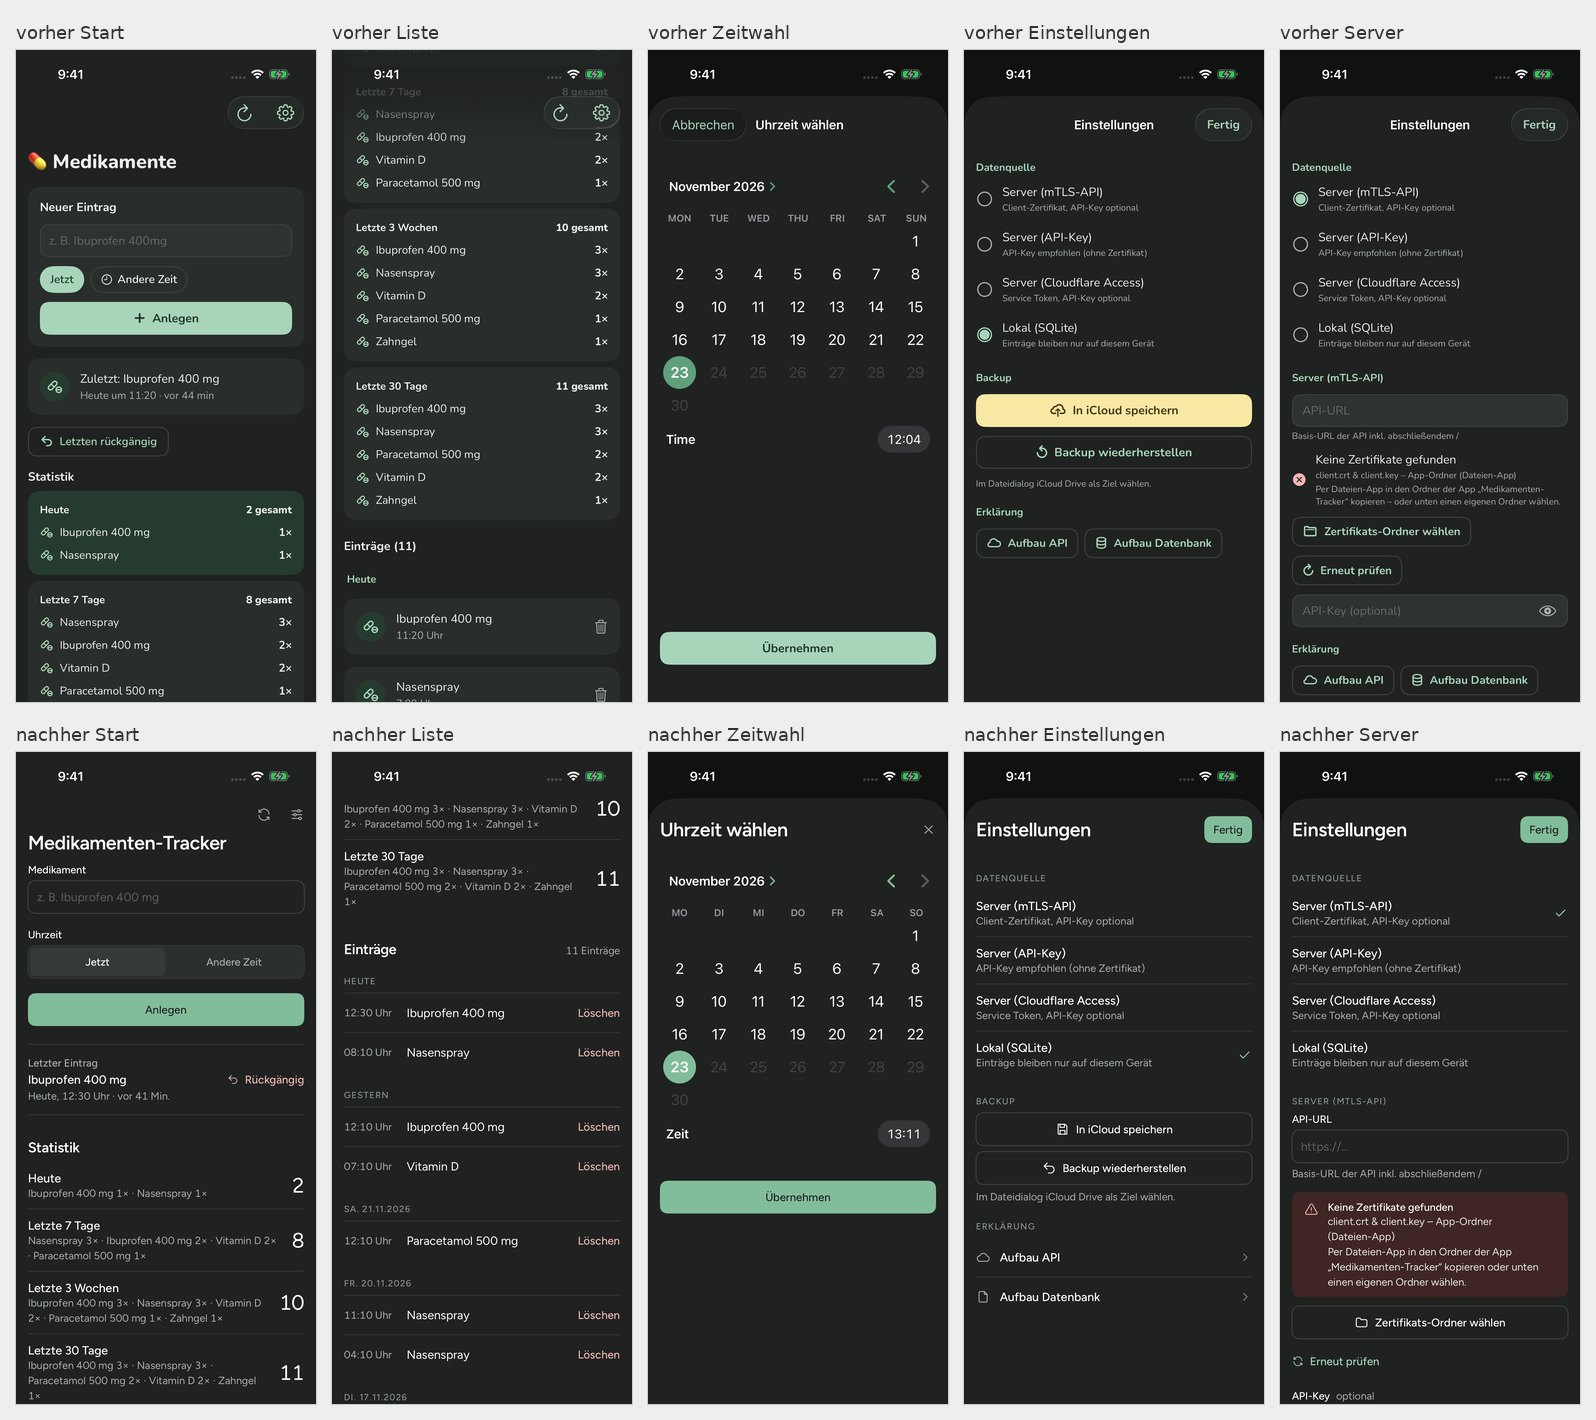 vorher Start
9:41
Medikamente
Neuer Eintrag
z. B. Ibuprofen 400mg
Jetzt
Andere Zeit
Anlegen
Zuletzt: Ibuprofen 400 mg
Heute um 11:20 · vor 44 min
Letzten rückgängig
Statistik
Heute 2 gesamt
Ibuprofen 400 mg 1×
Nasenspray 1×
Letzte 7 Tage 8 gesamt
Nasenspray 3×
Ibuprofen 400 mg 2×
Vitamin D 2×
Paracetamol 500 mg 1×
vorher Liste
9:41
Letzte 7 Tage 8 gesamt
Nasenspray
Ibuprofen 400 mg 2×
Vitamin D 2×
Paracetamol 500 mg 1×
Letzte 3 Wochen 10 gesamt
Ibuprofen 400 mg 3×
Nasenspray 3×
Vitamin D 2×
Paracetamol 500 mg 1×
Zahngel 1×
Letzte 30 Tage 11 gesamt
Ibuprofen 400 mg 3×
Nasenspray 3×
Paracetamol 500 mg 2×
Vitamin D 2×
Zahngel 1×
Einträge (11)
Heute
Ibuprofen 400 mg
11:20 Uhr
Nasenspray
vorher Zeitwahl
9:41
Abbrechen Uhrzeit wählen
November 2026
MON TUE WED THU FRI SAT SUN
1
2 3 4 5 6 7 8
9 10 11 12 13 14 15
16 17 18 19 20 21 22
23 24 25 26 27 28 29
30
Time 12:04
Übernehmen
vorher Einstellungen
9:41
Einstellungen Fertig
Datenquelle
Server (mTLS-API)
Client-Zertifikat, API-Key optional
Server (API-Key)
API-Key empfohlen (ohne Zertifikat)
Server (Cloudflare Access)
Service Token, API-Key optional
Lokal (SQLite)
Einträge bleiben nur auf diesem Gerät
Backup
In iCloud speichern
Backup wiederherstellen
Im Dateidialog iCloud Drive als Ziel wählen.
Erklärung
Aufbau API Aufbau Datenbank
vorher Server
9:41
Einstellungen Fertig
Datenquelle
Server (mTLS-API)
Client-Zertifikat, API-Key optional
Server (API-Key)
API-Key empfohlen (ohne Zertifikat)
Server (Cloudflare Access)
Service Token, API-Key optional
Lokal (SQLite)
Einträge bleiben nur auf diesem Gerät
Server (mTLS-API)
API-URL
Basis-URL der API inkl. abschließendem /
Keine Zertifikate gefunden
client.crt & client.key – App-Ordner (Dateien-App)
Per Dateien-App in den Ordner der App „Medikamenten-
Tracker“ kopieren – oder unten einen eigenen Ordner wählen.
Zertifikats-Ordner wählen
Erneut prüfen
API-Key (optional)
Erklärung
Aufbau API Aufbau Datenbank
nachher Start
9:41
Medikamenten-Tracker
Medikament
z. B. Ibuprofen 400 mg
Uhrzeit
Jetzt Andere Zeit
Anlegen
Letzter Eintrag
Ibuprofen 400 mg Rückgängig
Heute, 12:30 Uhr · vor 41 Min.
Statistik
Heute
Ibuprofen 400 mg 1× · Nasenspray 1× 2
Letzte 7 Tage
Nasenspray 3× · Ibuprofen 400 mg 2× · Vitamin D 2× 8
· Paracetamol 500 mg 1×
Letzte 3 Wochen
Ibuprofen 400 mg 3× · Nasenspray 3× · Vitamin D 10
2× · Paracetamol 500 mg 1× · Zahngel 1×
Letzte 30 Tage
Ibuprofen 400 mg 3× · Nasenspray 3× · 11
Paracetamol 500 mg 2× · Vitamin D 2× · Zahngel
1×
nachher Liste
9:41
Ibuprofen 400 mg 3× · Nasenspray 3× · Vitamin D 10
2× · Paracetamol 500 mg 1× · Zahngel 1×
Letzte 30 Tage
Ibuprofen 400 mg 3× · Nasenspray 3× · 11
Paracetamol 500 mg 2× · Vitamin D 2× · Zahngel
1×
Einträge 11 Einträge
HEUTE
12:30 Uhr Ibuprofen 400 mg Löschen
08:10 Uhr Nasenspray Löschen
GESTERN
12:10 Uhr Ibuprofen 400 mg Löschen
07:10 Uhr Vitamin D Löschen
SA. 21.11.2026
12:10 Uhr Paracetamol 500 mg Löschen
FR. 20.11.2026
11:10 Uhr Nasenspray Löschen
04:10 Uhr Nasenspray Löschen
DI. 17.11.2026
nachher Zeitwahl
9:41
Uhrzeit wählen
November 2026
MO DI MI DO FR SA SO
1
2 3 4 5 6 7 8
9 10 11 12 13 14 15
16 17 18 19 20 21 22
23 24 25 26 27 28 29
30
Zeit 13:11
Übernehmen
nachher Einstellungen
9:41
Einstellungen Fertig
DATENQUELLE
Server (mTLS-API)
Client-Zertifikat, API-Key optional
Server (API-Key)
API-Key empfohlen (ohne Zertifikat)
Server (Cloudflare Access)
Service Token, API-Key optional
Lokal (SQLite)
Einträge bleiben nur auf diesem Gerät
BACKUP
In iCloud speichern
Backup wiederherstellen
Im Dateidialog iCloud Drive als Ziel wählen.
ERKLÄRUNG
Aufbau API
Aufbau Datenbank
nachher Server
9:41
Einstellungen Fertig
DATENQUELLE
Server (mTLS-API)
Client-Zertifikat, API-Key optional
Server (API-Key)
API-Key empfohlen (ohne Zertifikat)
Server (Cloudflare Access)
Service Token, API-Key optional
Lokal (SQLite)
Einträge bleiben nur auf diesem Gerät
SERVER (MTLS-API)
API-URL
https://...
Basis-URL der API inkl. abschließendem /
Keine Zertifikate gefunden
client.crt & client.key – App-Ordner
(Dateien-App)
Per Dateien-App in den Ordner der App
„Medikamenten-Tracker“ kopieren oder unten
einen eigenen Ordner wählen.
Zertifikats-Ordner wählen
Erneut prüfen
API-Key optional